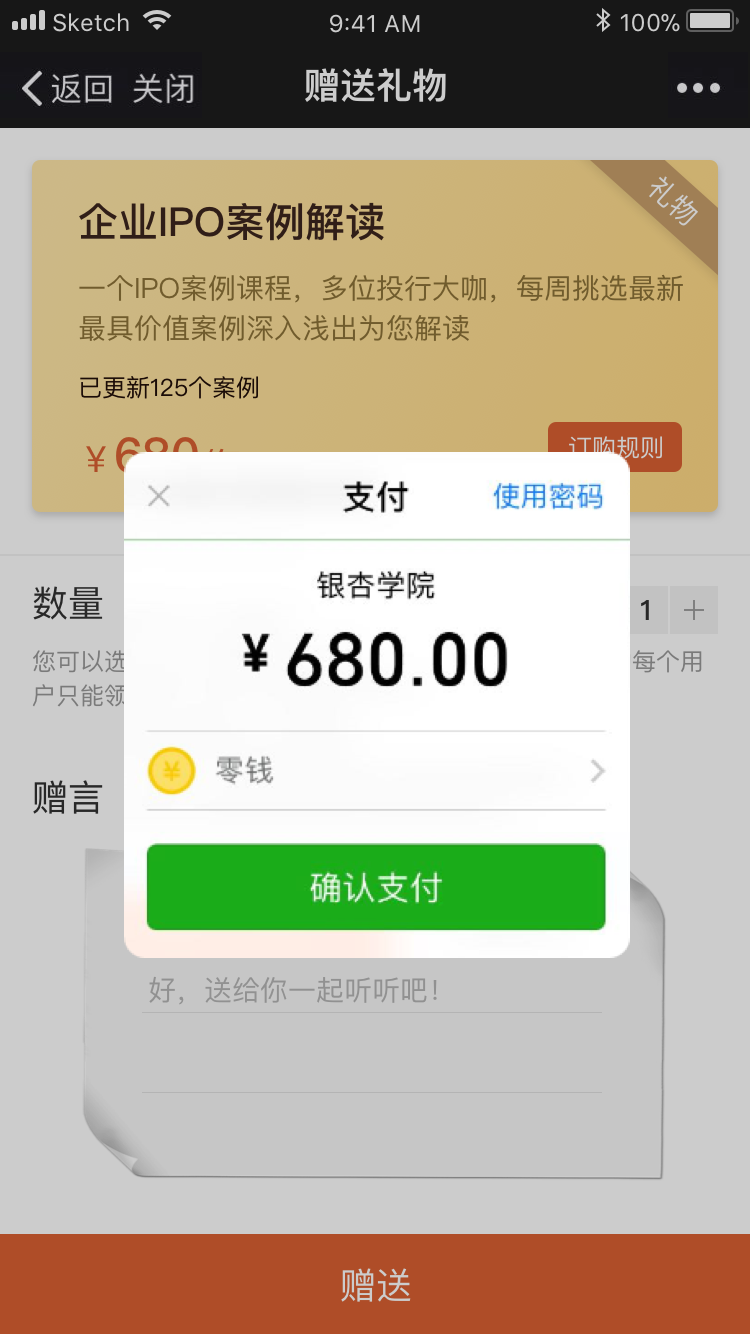 Sketch 9:41 AM 100%
返回 关闭 赠送礼物
礼物
企业IPO案例解读
一个IPO案例课程，多位投行大咖，每周挑选最新
最具价值案例深入浅出为您解读
已更新125个案例
¥ 680
订购规则
支付 使用密码
银杏学院
¥ 680.00
¥ 零钱
确认支付
数量 1
您可以选 每个用
户只能领
赠言
好，送给你一起听听吧！
赠送